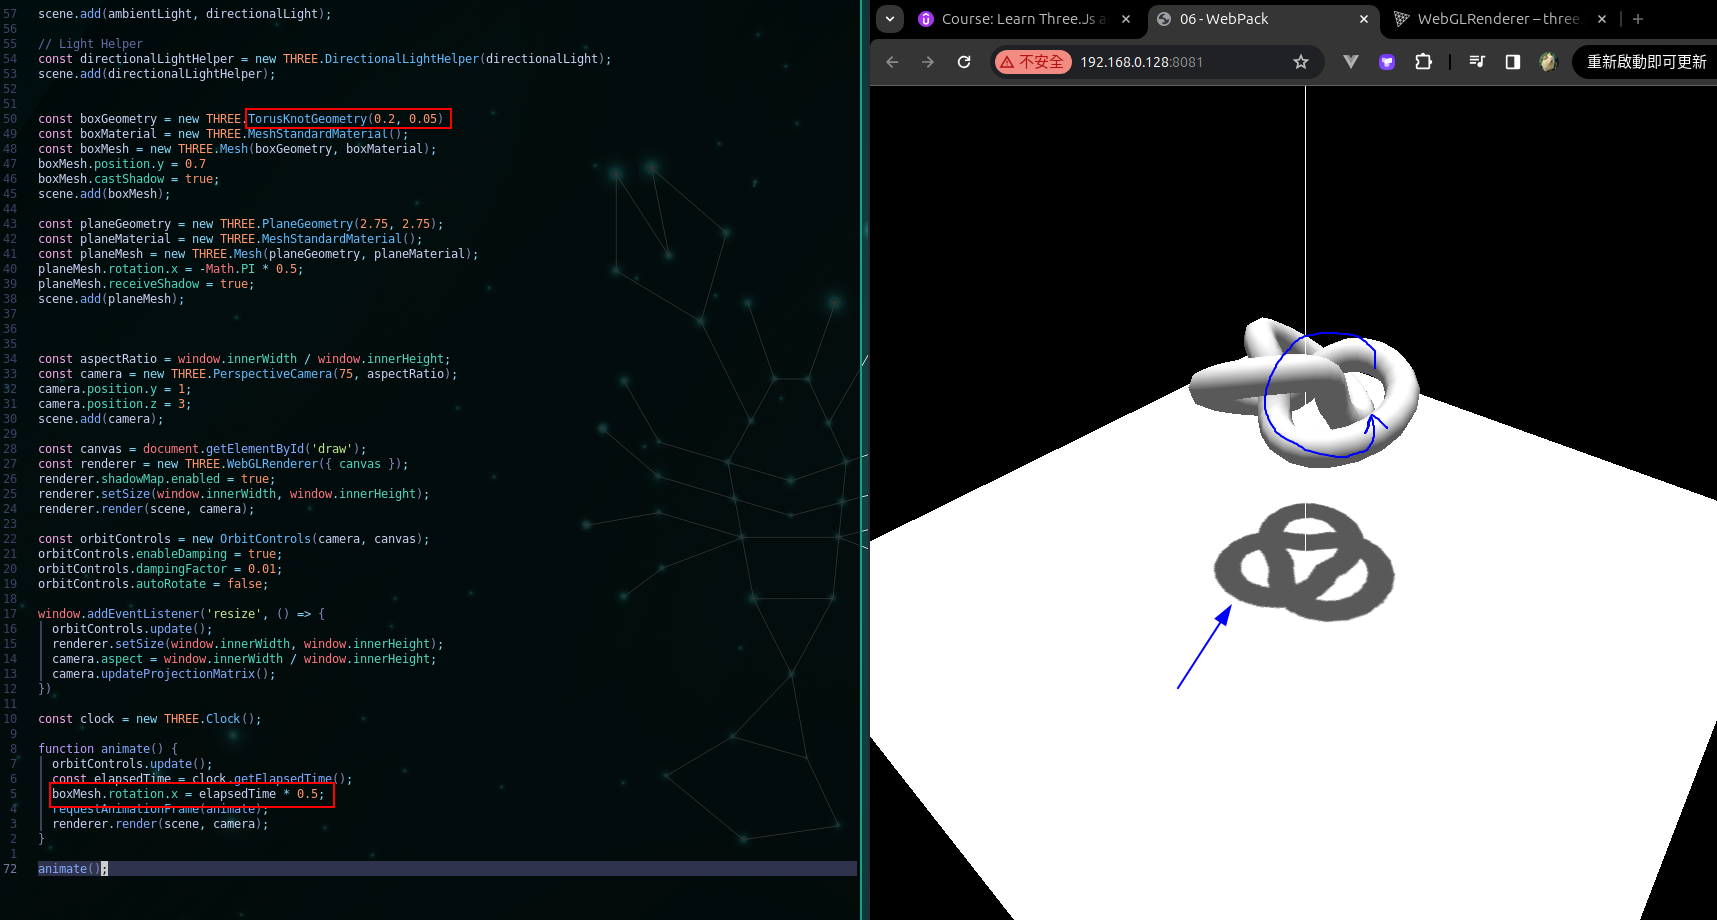 57 scene.add(ambientLight, directionalLight);
56
55 // Light Helper
54 const directionalLightHelper = new THREE.DirectionalLightHelper(directionalLight);
53 scene.add(directionalLightHelper);
52
51
50 const boxGeometry = new THREE.TorusKnotGeometry(0.2, 0.05)
49 const boxMaterial = new THREE.MeshStandardMaterial();
48 const boxMesh = new THREE.Mesh(boxGeometry, boxMaterial);
47 boxMesh.position.y = 0.7
46 boxMesh.castShadow = true;
45 scene.add(boxMesh);
44
43 const planeGeometry = new THREE.PlaneGeometry(2.75, 2.75);
42 const planeMaterial = new THREE.MeshStandardMaterial();
41 const planeMesh = new THREE.Mesh(planeGeometry, planeMaterial);
40 planeMesh.rotation.x = -Math.PI * 0.5;
39 planeMesh.receiveShadow = true;
38 scene.add(planeMesh);
37
36
35
34 const aspectRatio = window.innerWidth / window.innerHeight;
33 const camera = new THREE.PerspectiveCamera(75, aspectRatio);
32 camera.position.y = 1;
31 camera.position.z = 3;
30 scene.add(camera);
29
28 const canvas = document.getElementById('draw');
27 const renderer = new THREE.WebGLRenderer({ canvas });
26 renderer.shadowMap.enabled = true;
25 renderer.setSize(window.innerWidth, window.innerHeight);
24 renderer.render(scene, camera);
23
22 const orbitControls = new OrbitControls(camera, canvas);
21 orbitControls.enableDamping = true;
20 orbitControls.dampingFactor = 0.01;
19 orbitControls.autoRotate = false;
18
17 window.addEventListener('resize', () => {
16 orbitControls.update();
15 renderer.setSize(window.innerWidth, window.innerHeight);
14 camera.aspect = window.innerWidth / window.innerHeight;
13 camera.updateProjectionMatrix();
12 })
11
10 const clock = new THREE.Clock();
9
8 function animate() {
7 orbitControls.update();
6 const elapsedTime = clock.getElapsedTime();
5 boxMesh.rotation.x = elapsedTime * 0.5;
4 requestAnimationFrame(animate);
3 renderer.render(scene, camera);
2 }
1
72 animate();
Course: Learn Three.Js a
06 - WebPack
WebGLRenderer – three
不安全 192.168.0.128:8081
重新啟動即可更新